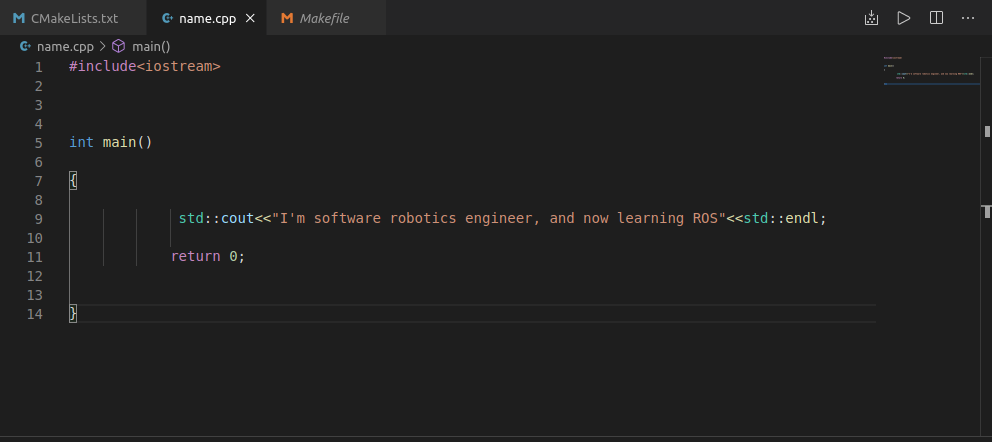 CMakeLists.txt name.cpp Makefile
name.cpp > main()
1 #include<iostream>
2
3
4
5 int main()
6
7 {
8
9 std::cout<<"I'm software robotics engineer, and now learning ROS"<<std::endl;
10
11 return 0;
12
13
14 }